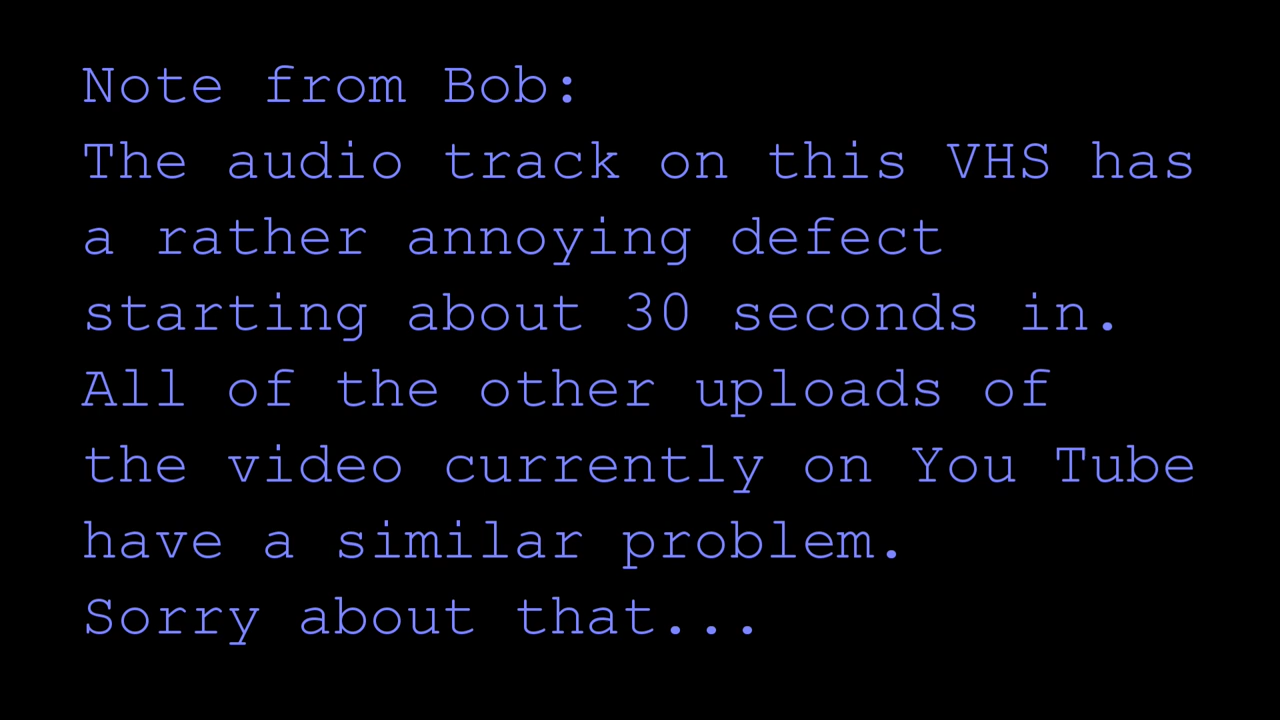 Note from Bob:
The audio track on this VHS has
a rather annoying defect
starting about 30 seconds in.
All of the other uploads of
the video currently on You Tube
have a similar problem.
Sorry about that...